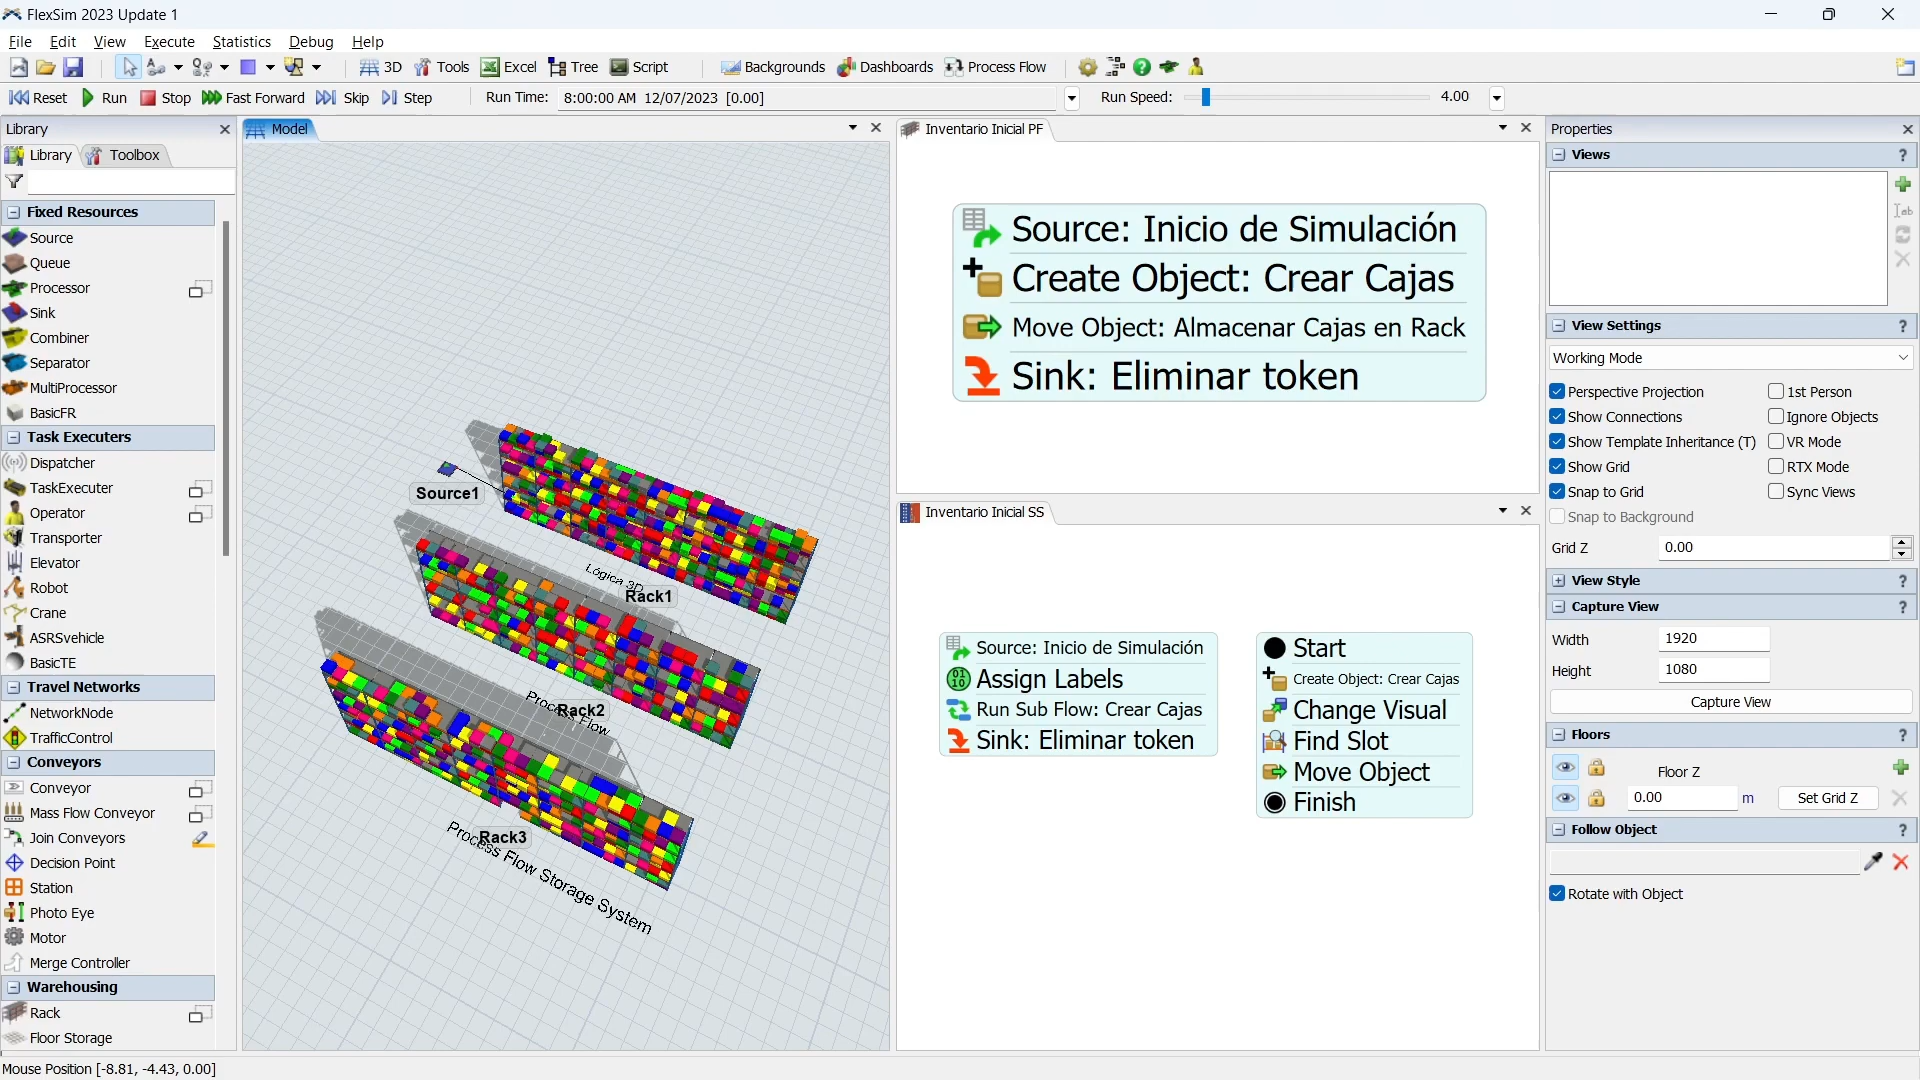 FlexSim 2023 Update 1
File Edit View Execute Statistics Debug Help
3D Tools Excel Tree Script Backgrounds Dashboards Process Flow
Reset Run Stop Fast Forward Skip Step Run Time: 8:00:00 AM 12/07/2023 [0.00] Run Speed: 4.00
Library
Library Toolbox
Fixed Resources
Source
Queue
Processor
Sink
Combiner
Separator
MultiProcessor
BasicFR
Task Executers
Dispatcher
TaskExecuter
Operator
Transporter
Elevator
Robot
Crane
ASRSvehicle
BasicTE
Travel Networks
NetworkNode
TrafficControl
Conveyors
Conveyor
Mass Flow Conveyor
Join Conveyors
Decision Point
Station
Photo Eye
Motor
Merge Controller
Warehousing
Rack
Floor Storage
Model
Source1
Lógica 3D
Rack1
Process Flow
Rack2
Rack3
Process Flow Storage System
Inventario Inicial PF
Source: Inicio de Simulación
Create Object: Crear Cajas
Move Object: Almacenar Cajas en Rack
Sink: Eliminar token
Inventario Inicial SS
Source: Inicio de Simulación
Assign Labels
Run Sub Flow: Crear Cajas
Sink: Eliminar token
Start
Create Object: Crear Cajas
Change Visual
Find Slot
Move Object
Finish
Properties
Views
View Settings
Working Mode
Perspective Projection 1st Person
Show Connections Ignore Objects
Show Template Inheritance (T) VR Mode
Show Grid RTX Mode
Snap to Grid Sync Views
Snap to Background
Grid Z 0.00
View Style
Capture View
Width 1920
Height 1080
Capture View
Floors
Floor Z
0.00 m Set Grid Z
Follow Object
Rotate with Object
Mouse Position [-8.81, -4.43, 0.00]